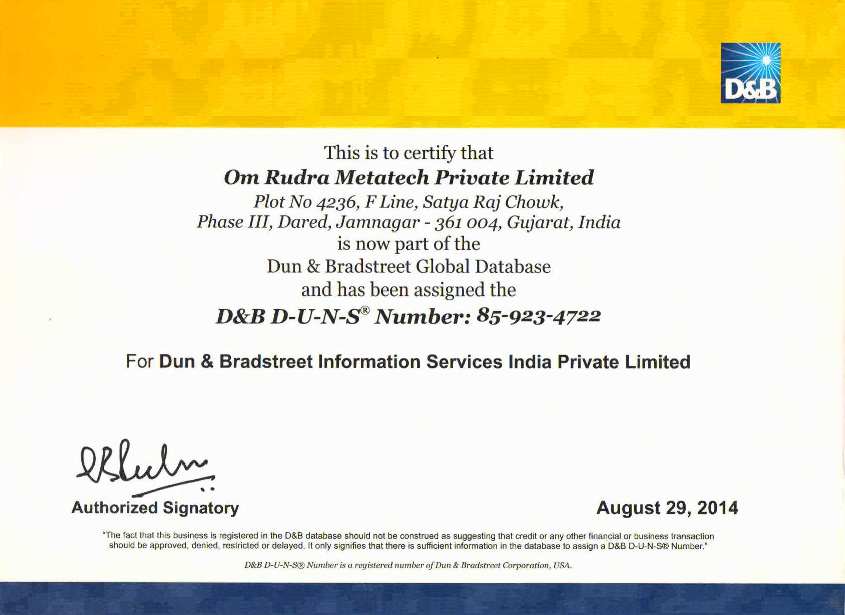 D&B
This is to certify that
Om Rudra Metatech Private Limited
Plot No 4236, F Line, Satya Raj Chowk,
Phase III, Dared, Jamnagar - 361 004, Gujarat, India
is now part of the
Dun & Bradstreet Global Database
and has been assigned the
D&B D-U-N-S® Number: 85-923-4722
For Dun & Bradstreet Information Services India Private Limited
Authorized Signatory
August 29, 2014
"The fact that this business is registered in the D&B database should not be construed as suggesting that credit or any other financial or business transaction
should be approved, denied, restricted or delayed. It only signifies that there is sufficient information in the database to assign a D&B D-U-N-S® Number."
D&B D-U-N-S® Number is a registered number of Dun & Bradstreet Corporation, USA.